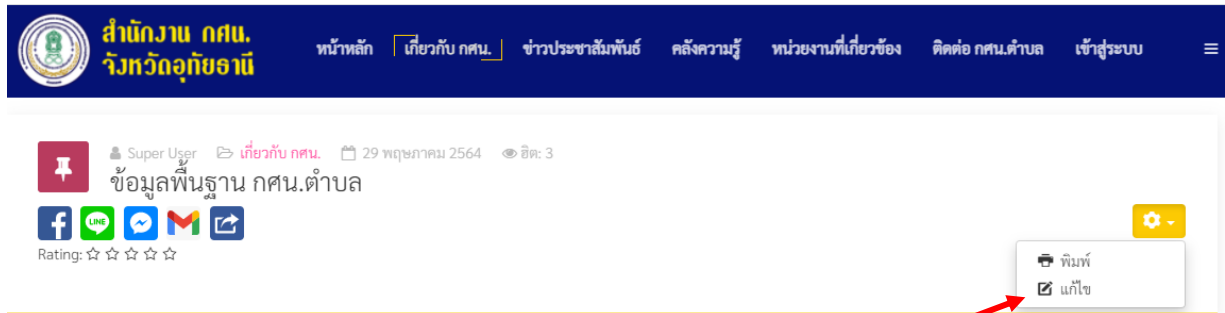 สำนักงาน กศน.
จังหวัดอุทัยธานี
หน้าหลัก เกี่ยวกับ กศน. ข่าวประชาสัมพันธ์ คลังความรู้ หน่วยงานที่เกี่ยวข้อง ติดต่อ กศน.ตำบล เข้าสู่ระบบ
Super User เกี่ยวกับ กศน. 29 พฤษภาคม 2564 ฮิต: 3
ข้อมูลพื้นฐาน กศน.ตำบล
LINE
Rating:
พิมพ์
แก้ไข